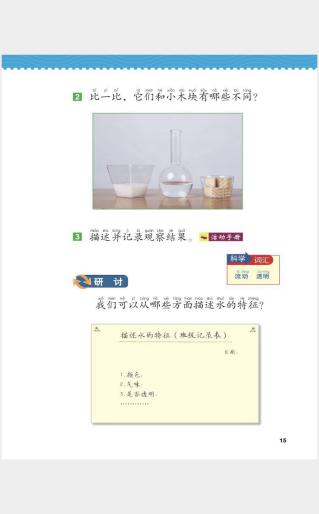 2 比一比，它们和小木块有哪些不同？
3 描述并记录观察结果。 活动手册
科学 词汇
流动 透明
研讨
我们可以从哪些方面描述水的特征？
描述水的特征（班级记录表）
日期：
1.颜色：
2.气味：
3.是否透明：
…………
15